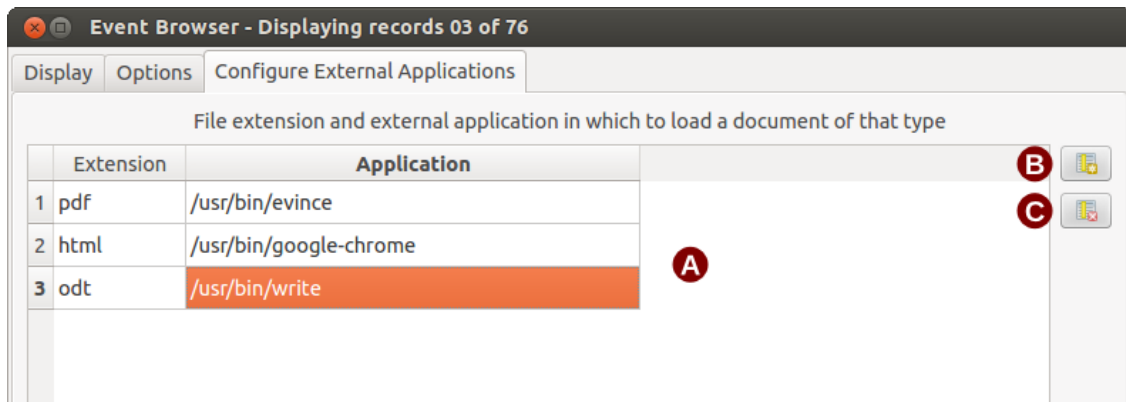 Event Browser - Displaying records 03 of 76
Display Options Configure External Applications
File extension and external application in which to load a document of that type
Extension Application B
1 pdf /usr/bin/evince C
2 html /usr/bin/google-chrome A
3 odt /usr/bin/write